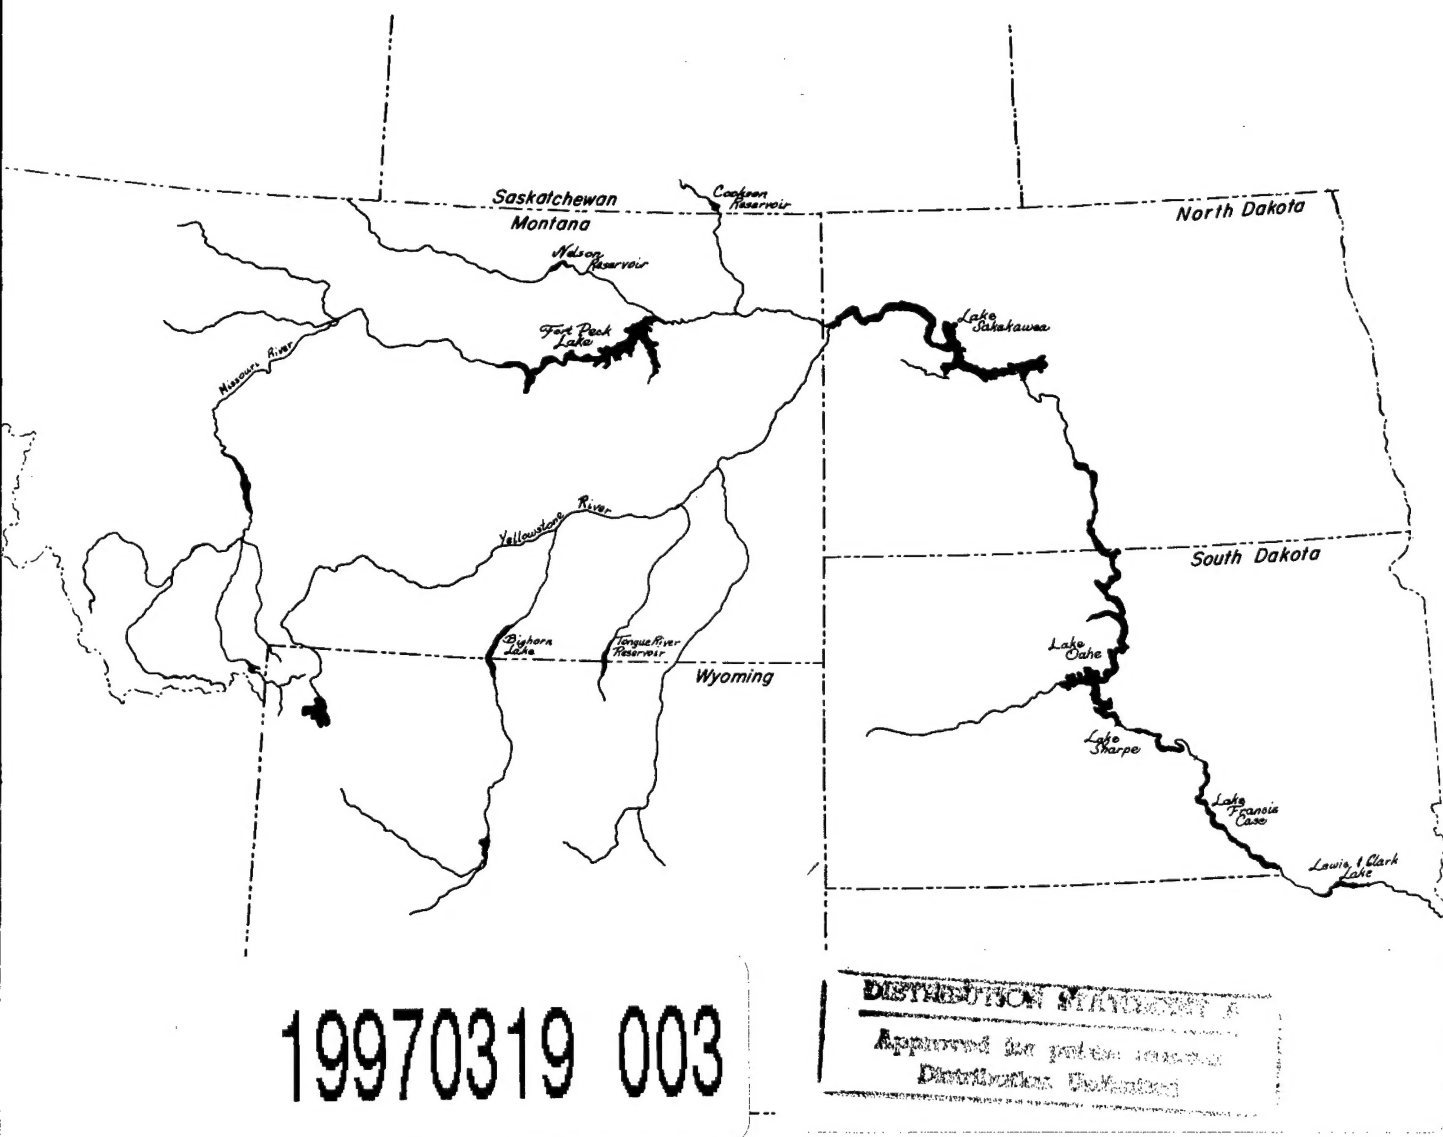 Saskatchewan
Montana
Cookson
Reservoir
North Dakota
Nelson
Reservoir
Fort Peck
Lake
Lake
Sakakawea
Missouri River
Yellowstone River
South Dakota
Bighorn
Lake
Tongue River
Reservoir
Wyoming
Lake
Oahe
Lake
Sharpe
Lake
Francis
Case
Lewis & Clark
Lake
19970319 003
DISTRIBUTION STATEMENT A
Approved for public release
Distribution Unlimited